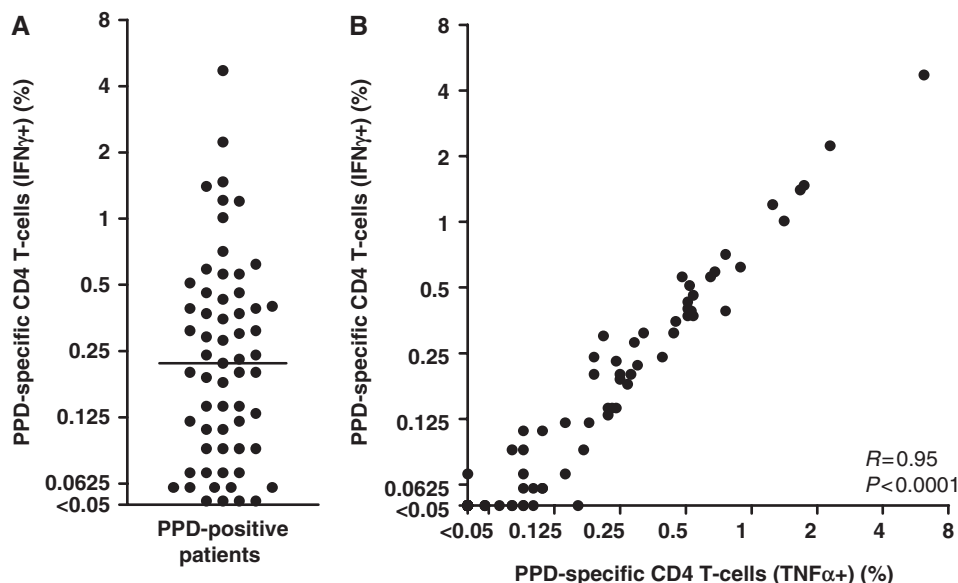 A
PPD-specific CD4 T-cells (IFNγ+) (%)
8
4
2
1
0.5
0.25
0.125
0.0625
<0.05
PPD-positive
patients
B
PPD-specific CD4 T-cells (IFNγ+) (%)
8
4
2
1
0.5
0.25
0.125
0.0625
<0.05
R=0.95
P<0.0001
<0.05 0.125 0.25 0.5 1 2 4 8
PPD-specific CD4 T-cells (TNFα+) (%)